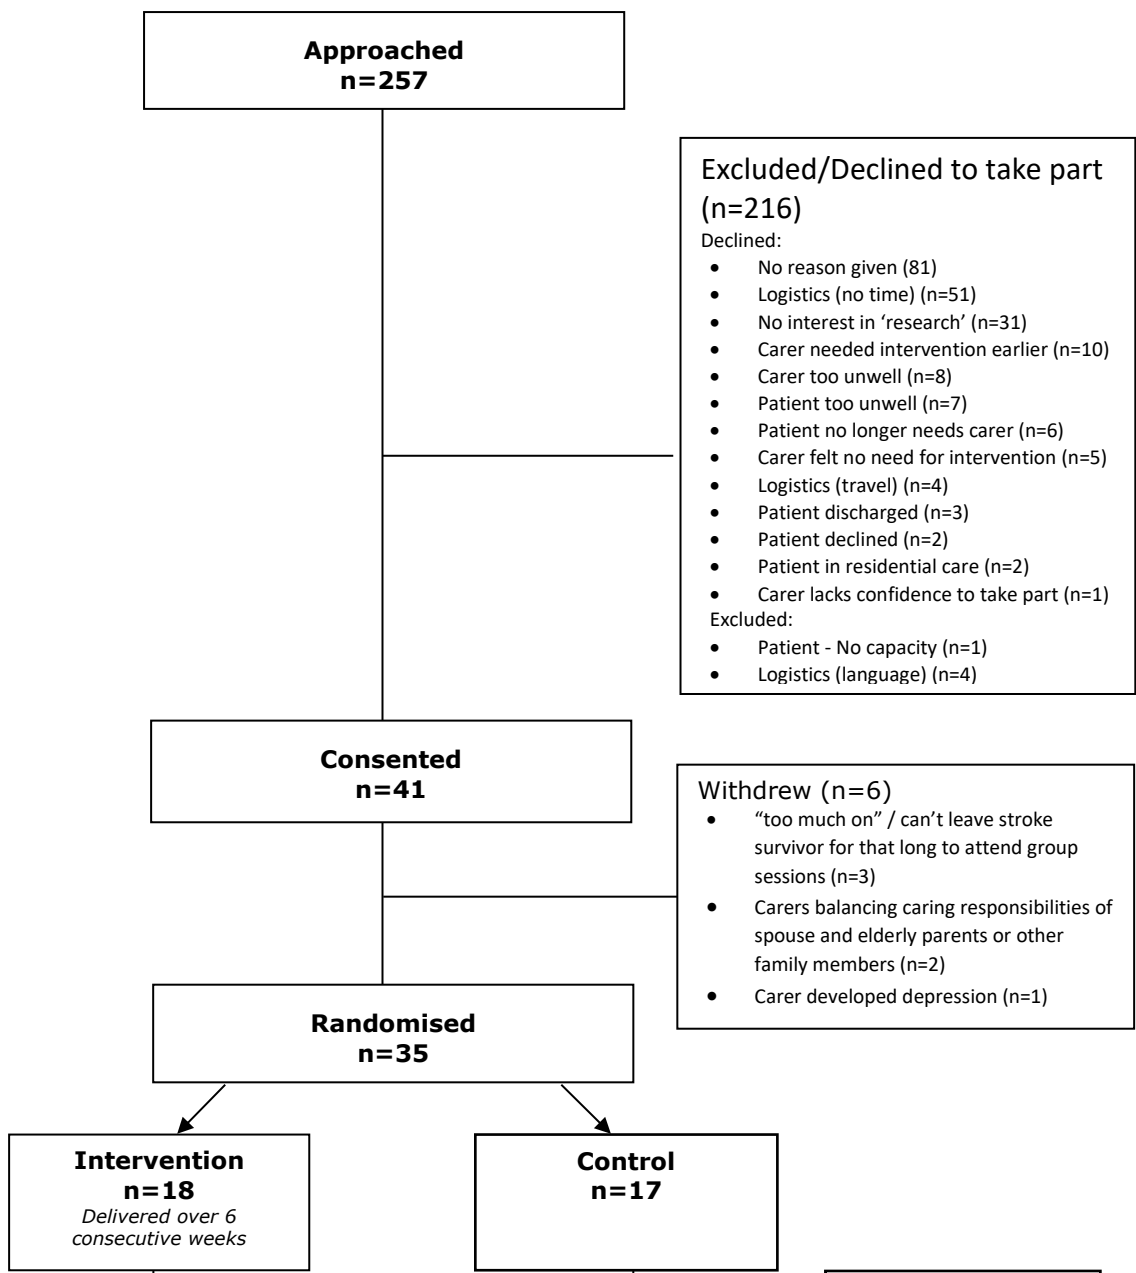 Approached
n=257
Excluded/Declined to take part
(n=216)
Declined:
• No reason given (81)
• Logistics (no time) (n=51)
• No interest in ‘research’ (n=31)
• Carer needed intervention earlier (n=10)
• Carer too unwell (n=8)
• Patient too unwell (n=7)
• Patient no longer needs carer (n=6)
• Carer felt no need for intervention (n=5)
• Logistics (travel) (n=4)
• Patient discharged (n=3)
• Patient declined (n=2)
• Patient in residential care (n=2)
• Carer lacks confidence to take part (n=1)
Excluded:
• Patient - No capacity (n=1)
• Logistics (language) (n=4)
Consented
n=41
Withdrew (n=6)
• “too much on” / can’t leave stroke
survivor for that long to attend group
sessions (n=3)
• Carers balancing caring responsibilities of
spouse and elderly parents or other
family members (n=2)
• Carer developed depression (n=1)
Randomised
n=35
Intervention
n=18
Delivered over 6
consecutive weeks
Control
n=17